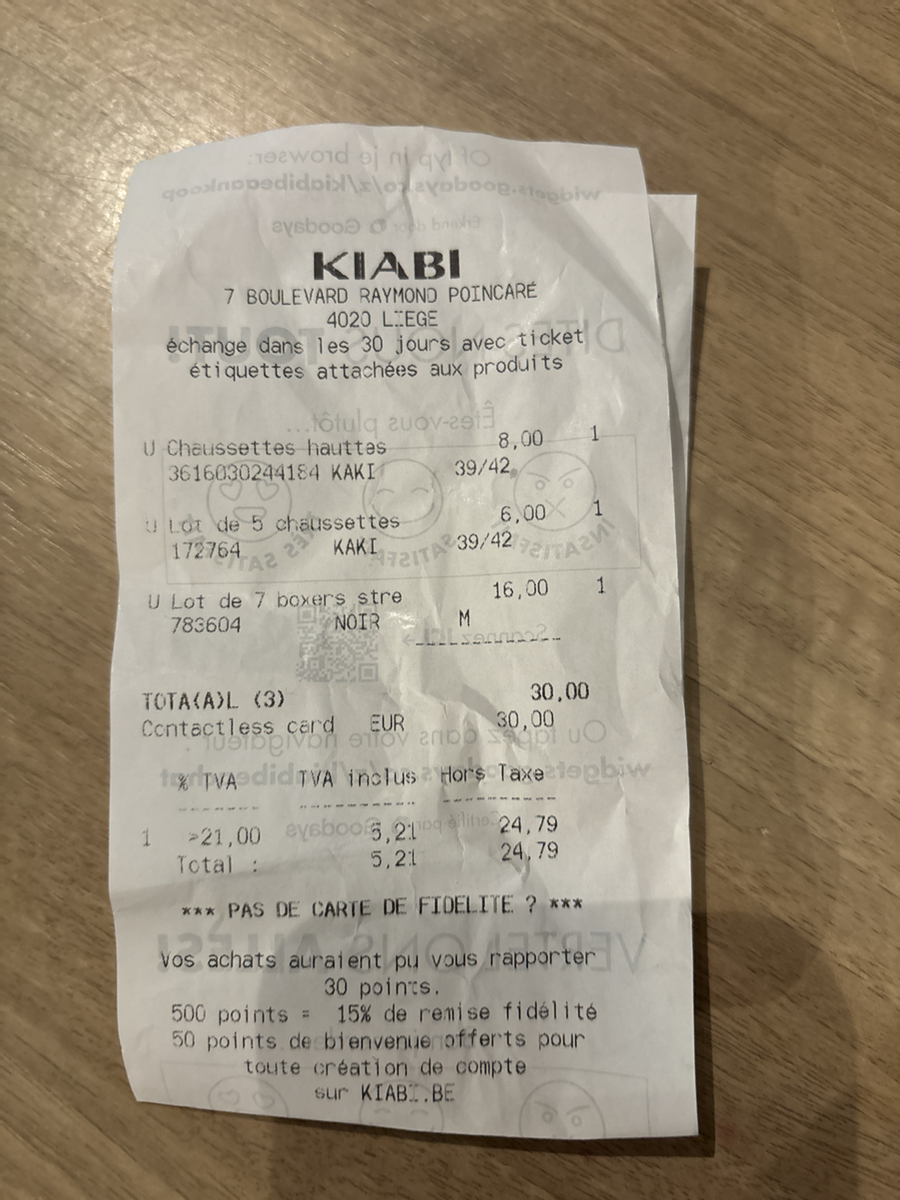 KIABI
7 BOULEVARD RAYMOND POINCARÉ
4020 LIEGE
échange dans les 30 jours avec ticket
étiquettes attachées aux produits
U Chaussettes hauttes 8,00 1
3616030244184 KAKI 39/42
U Lot de 5 chaussettes 6,00 1
172764 KAKI 39/42
U Lot de 7 boxers stre 16,00 1
783604 NOIR M
TOTA(A)L (3) 30,00
Contactless card EUR 30,00
% TVA TVA inclus Hors Taxe
1 >21,00 5,21 24,79
Total : 5,21 24,79
*** PAS DE CARTE DE FIDELITE ? ***
Vos achats auraient pu vous rapporter
30 points.
500 points = 15% de remise fidélité
50 points de bienvenue offerts pour
toute création de compte
sur KIABI.BE